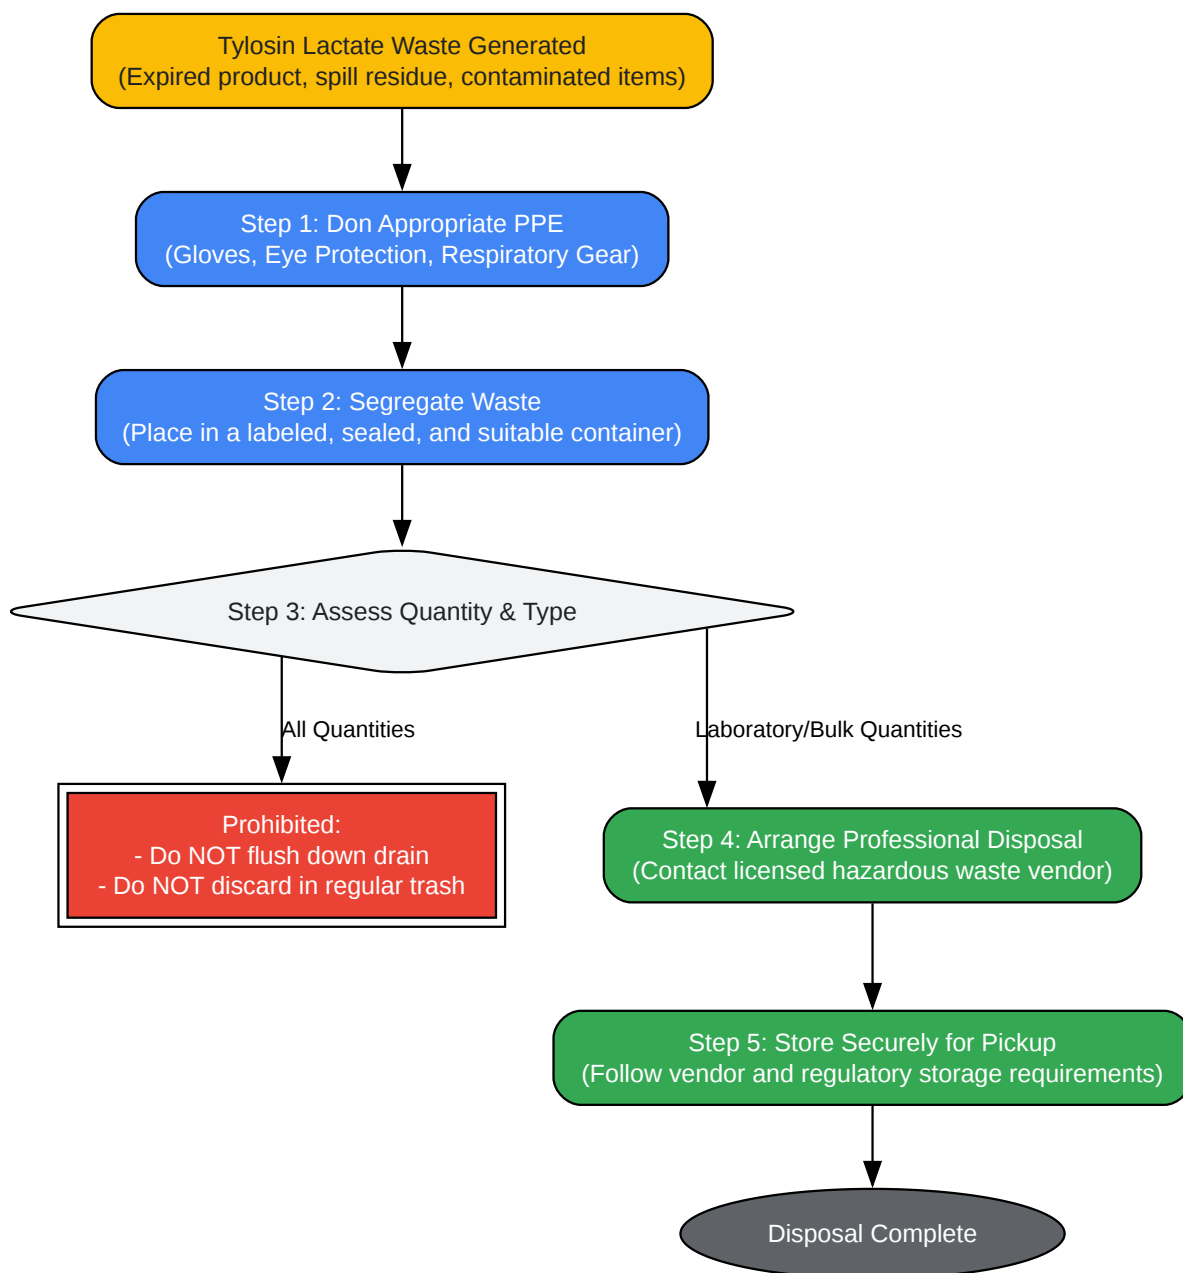 Tylosin Lactate Waste Generated
(Expired product, spill residue, contaminated items)
Step 1: Don Appropriate PPE
(Gloves, Eye Protection, Respiratory Gear)
Step 2: Segregate Waste
(Place in a labeled, sealed, and suitable container)
Step 3: Assess Quantity & Type
All Quantities
Laboratory/Bulk Quantities
Prohibited:
- Do NOT flush down drain
- Do NOT discard in regular trash
Step 4: Arrange Professional Disposal
(Contact licensed hazardous waste vendor)
Step 5: Store Securely for Pickup
(Follow vendor and regulatory storage requirements)
Disposal Complete